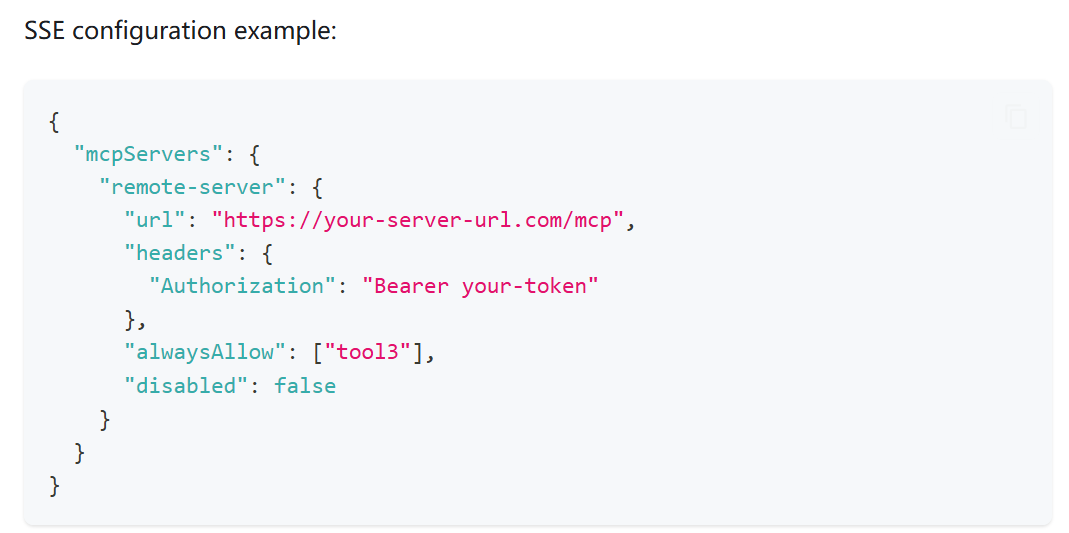 SSE configuration example:
{
  "mcpServers": {
    "remote-server": {
      "url": "https://your-server-url.com/mcp",
      "headers": {
        "Authorization": "Bearer your-token"
      },
      "alwaysAllow": ["tool3"],
      "disabled": false
    }
  }
}